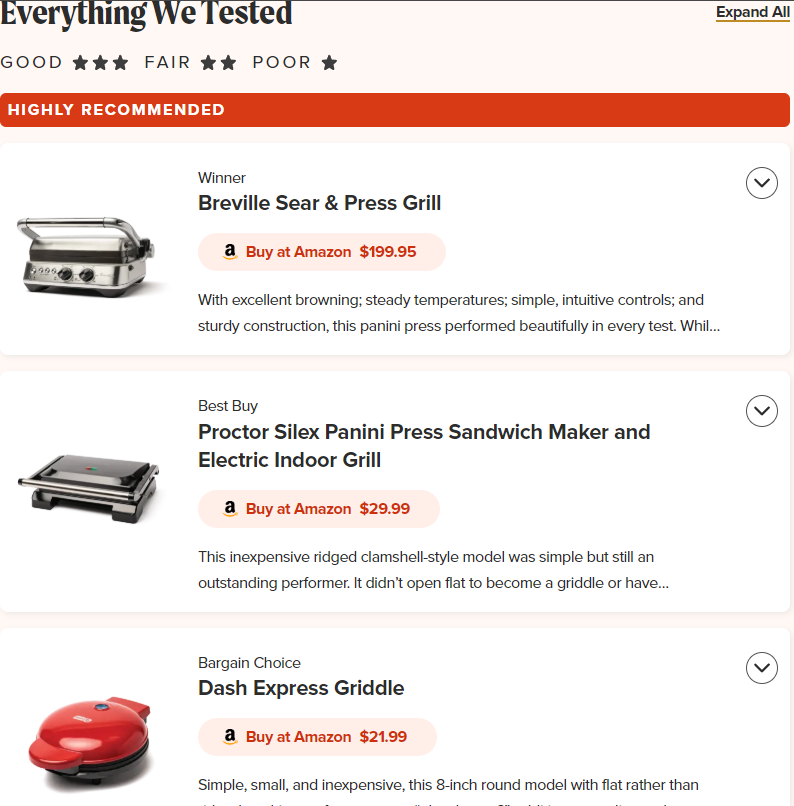 Everything We Tested
Expand All
GOOD ★★★ FAIR ★★ POOR ★
HIGHLY RECOMMENDED
Winner
Breville Sear & Press Grill
a Buy at Amazon $199.95
With excellent browning; steady temperatures; simple, intuitive controls; and
sturdy construction, this panini press performed beautifully in every test. Whil...
Best Buy
Proctor Silex Panini Press Sandwich Maker and
Electric Indoor Grill
a Buy at Amazon $29.99
This inexpensive ridged clamshell-style model was simple but still an
outstanding performer. It didn’t open flat to become a griddle or have...
Bargain Choice
Dash Express Griddle
a Buy at Amazon $21.99
Simple, small, and inexpensive, this 8-inch round model with flat rather than